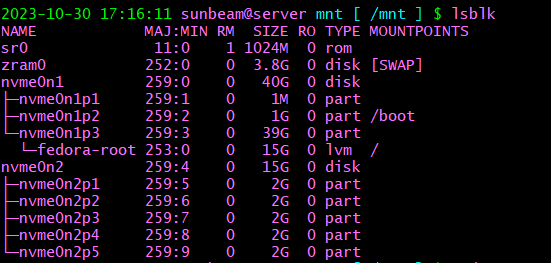 2023-10-30 17:16:11 sunbeam@server mnt [ /mnt ] $ lsblk
NAME            MAJ:MIN RM  SIZE RO TYPE MOUNTPOINTS
sr0              11:0    1 1024M  0 rom
zram0           252:0    0  3.8G  0 disk [SWAP]
nvme0n1         259:0    0   40G  0 disk
├─nvme0n1p1     259:1    0    1M  0 part
├─nvme0n1p2     259:2    0    1G  0 part /boot
└─nvme0n1p3     259:3    0   39G  0 part
  └─fedora-root 253:0    0   15G  0 lvm  /
nvme0n2         259:4    0   15G  0 disk
├─nvme0n2p1     259:5    0    2G  0 part
├─nvme0n2p2     259:6    0    2G  0 part
├─nvme0n2p3     259:7    0    2G  0 part
├─nvme0n2p4     259:8    0    2G  0 part
└─nvme0n2p5     259:9    0    2G  0 part